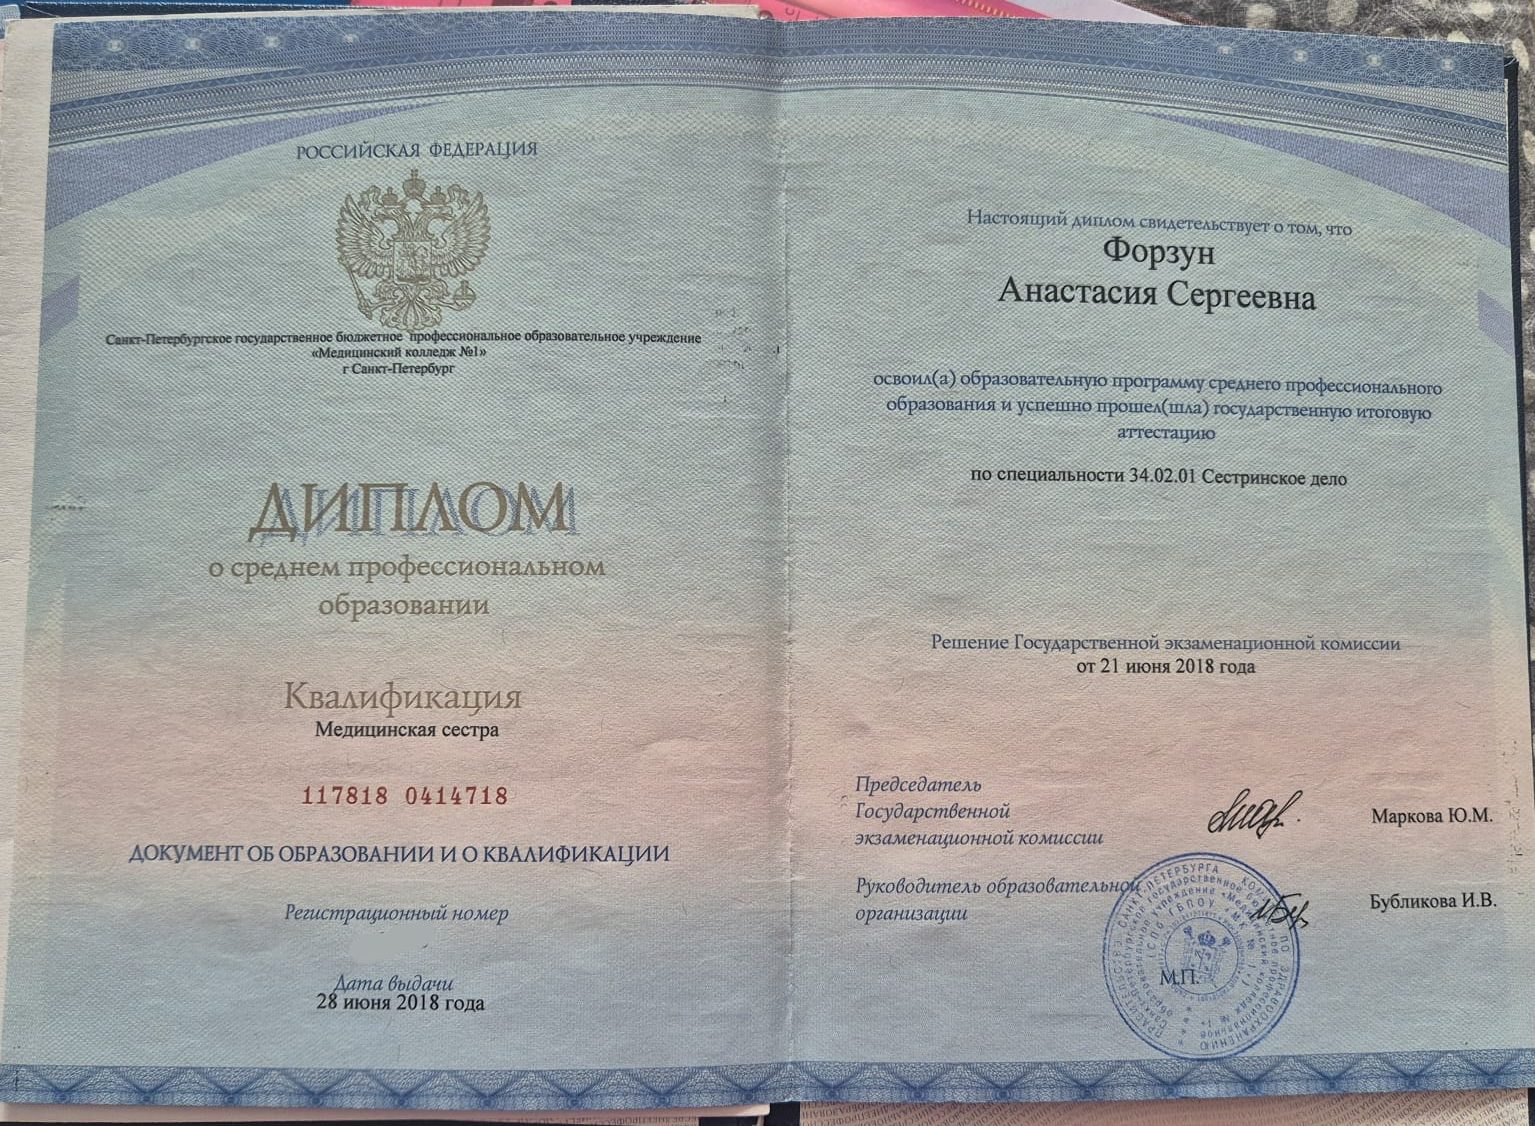 РОССИЙСКАЯ ФЕДЕРАЦИЯ
Санкт-Петербургское государственное бюджетное профессиональное образовательное учреждение
«Медицинский колледж №1»
г Санкт-Петербург
ДИПЛОМ
о среднем профессиональном
образовании
Квалификация
Медицинская сестра
117818 0414718
ДОКУМЕНТ ОБ ОБРАЗОВАНИИ И О КВАЛИФИКАЦИИ
Регистрационный номер
Дата выдачи
28 июня 2018 года
Настоящий диплом свидетельствует о том, что
Форзун
Анастасия Сергеевна
освоил(а) образовательную программу среднего профессионального
образования и успешно прошел(шла) государственную итоговую
аттестацию
по специальности 34.02.01 Сестринское дело
Решение Государственной экзаменационной комиссии
от 21 июня 2018 года
Председатель
Государственной
экзаменационной комиссии
Маркова Ю.М.
Руководитель образовательной
организации
Бубликова И.В.
М.П.